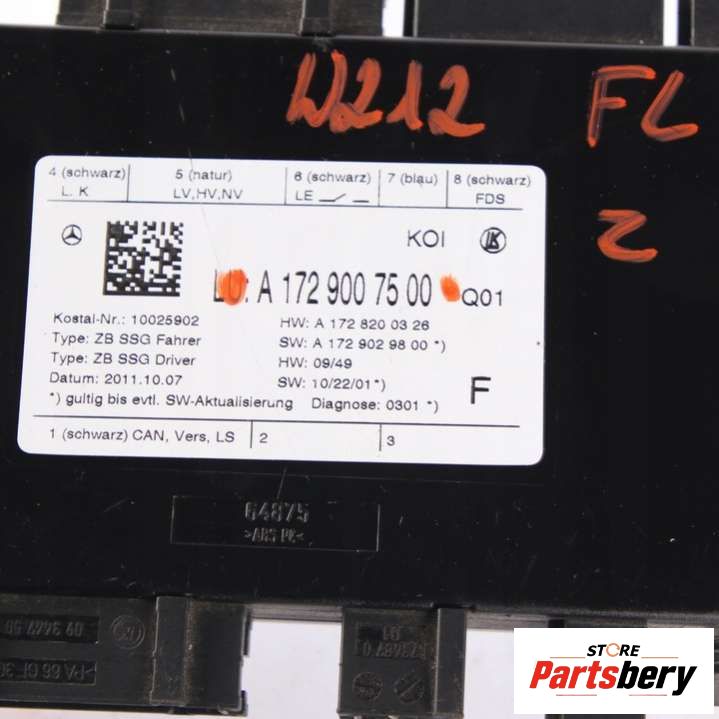 W212 FL
2
4 (schwarz) 5 (natur) 6 (schwarz) 7 (blau) 8 (schwarz)
L. K LV,HV,NV LE FDS
KOI LK
A 172 900 75 00 Q01
Kostal-Nr.: 10025902 HW: A 172 820 03 26
Type: ZB SSG Fahrer SW: A 172 902 98 00 *)
Type: ZB SSG Driver HW: 09/49
Datum: 2011.10.07 SW: 10/22/01*) F
*) gultig bis evtl. SW-Aktualisierung Diagnose: 0301 *)
1 (schwarz) CAN, Vers, LS 2 3
64875
STORE
Partsbery